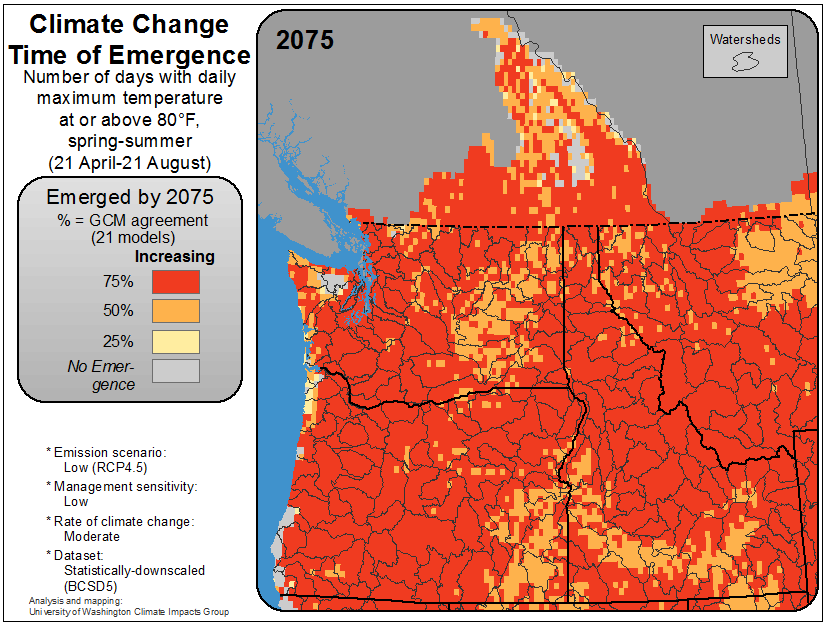 Climate Change
Time of Emergence
Number of days with daily
maximum temperature
at or above 80°F,
spring-summer
(21 April-21 August)
Emerged by 2075
% = GCM agreement
(21 models)
Increasing
75%
50%
25%
No Emer-
gence
* Emission scenario:
Low (RCP4.5)
* Management sensitivity:
Low
* Rate of climate change:
Moderate
* Dataset:
Statistically-downscaled
(BCSD5)
Analysis and mapping:
University of Washington Climate Impacts Group
2075
Watersheds